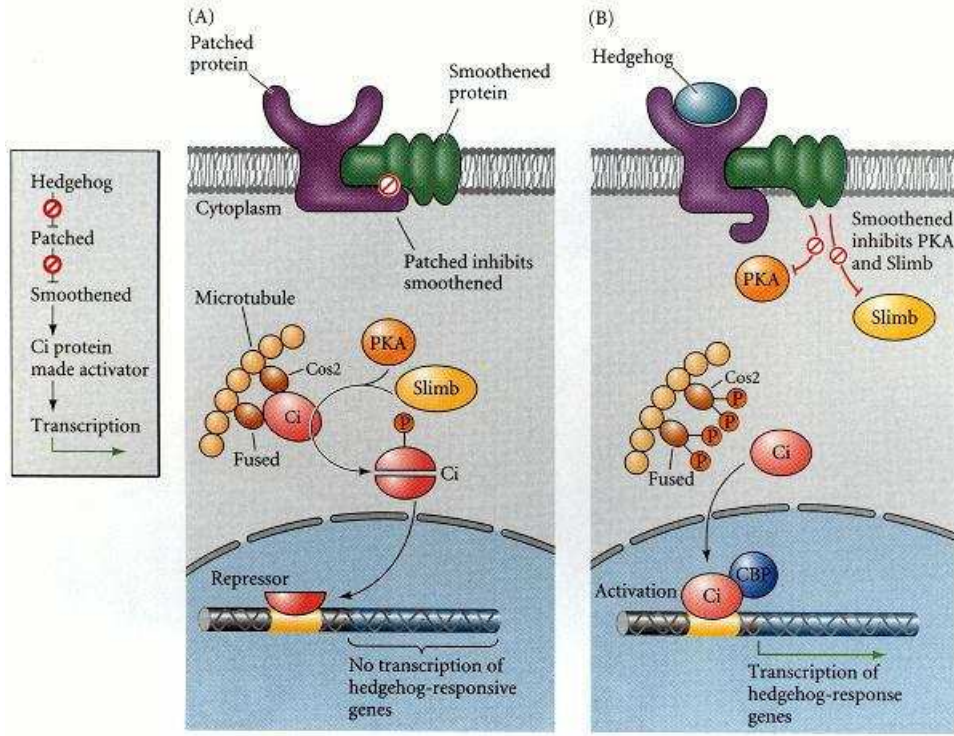 Hedgehog
Patched
Smoothened
Ci protein
made activator
Transcription
(A)
Patched
protein
Smoothened
protein
Cytoplasm
Patched inhibits
smoothened
Microtubule
PKA
Cos2
Slimb
Ci
P
Fused
Ci
Repressor
No transcription of
hedgehog-responsive
genes
(B)
Hedgehog
Smoothened
inhibits PKA
and Slimb
PKA
Slimb
Cos2
P
P
P
P
Fused
Ci
Activation
Ci
CBP
Transcription of
hedgehog-response
genes